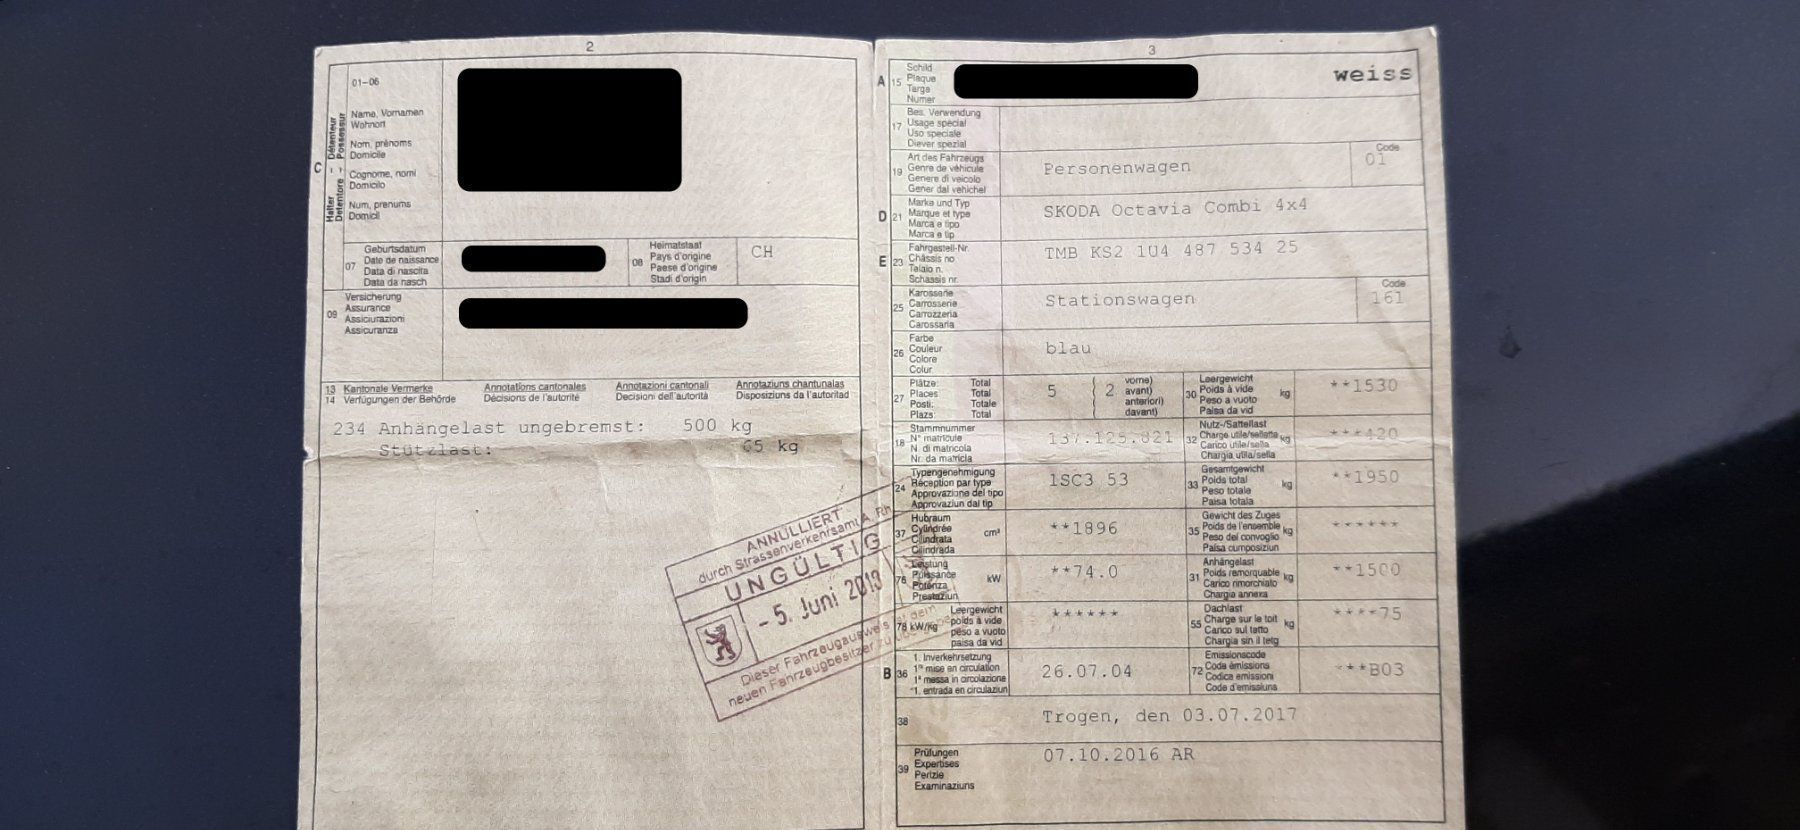 2
01-06
Name, Vornamen
Wohnort
Nom, prénoms
Domicile
Cognome, nomi
Domicilio
Num, prenums
Domicil
C
Halter – Détenteur
Detentore – Possessur
07
Geburtsdatum
Date de naissance
Data di nascita
Data da nasch
08
Heimatstaat
Pays d'origine
Paese d'origine
Stadi d'origin
CH
09
Versicherung
Assurance
Assiciurazioni
Assicuranza
13 Kantonale Vermerke Annotations cantonales Annotazioni cantonali Annotaziuns chantunalas
14 Verfügungen der Behörde Décisions de l'autorité Decisioni dell'autorità Disposiziuns da l'autoritad
234 Anhängelast ungebremst: 500 kg
Stützlast: 65 kg
ANNULLIERT
durch Strassenverkehrsamt A. Rh.
UNGÜLTIG
- 5. Juni 2013
Dieser Fahrzeugausweis ist dem
neuen Fahrzeugbesitzer zu
3
A 15
Schild
Plaque
Targa
Numer
weiss
17
Bes. Verwendung
Usage spécial
Uso speciale
Diever spezial
19
Art des Fahrzeugs
Genre de véhicule
Genere di veicolo
Gener dal vehichel
Personenwagen
Code
01
D 21
Marke und Typ
Marque et type
Marca e tipo
Marca e tip
SKODA Octavia Combi 4x4
E 23
Fahrgestell-Nr.
Châssis no
Telaio n.
Schassis nr.
TMB KS2 1U4 487 534 25
25
Karosserie
Carrosserie
Carrozzeria
Carossaria
Stationswagen
Code
161
26
Farbe
Couleur
Colore
Colur
blau
27
Plätze: Total
Places Total
Posti: Totale
Plazs: Total
5 ( 2 vorne)
avant)
anteriori)
davant)
30
Leergewicht
Poids à vide
Peso a vuoto
Paisa da vid
kg
**1530
18
Stammnummer
N° matricule
N. di matricola
Nr. da matricla
137.125.821
32
Nutz-/Sattellast
Charge utile/sellette
Carico utile/sella
Chargia utila/sella
kg
***420
24
Typengenehmigung
Réception par type
Approvazione del tipo
Approvaziun dal tip
1SC3 53
33
Gesamtgewicht
Poids total
Peso totale
Paisa totala
kg
**1950
37
Hubraum
Cylindrée
Cilindrata
Cilindrada
cm³
**1896
35
Gewicht des Zuges
Poids de l'ensemble
Peso del convoglio
Paisa cumposiziun
kg
******
76
Leistung
Puissance
Potenza
Prestaziun
kW
**74.0
31
Anhängelast
Poids remorquable
Carico rimorchiato
Chargia annexa
kg
**1500
78 kW/kg
Leergewicht
poids à vide
peso a vuoto
paisa da vid
******
55
Dachlast
Charge sur le toit
Carico sul tetto
Chargia sin il tetg
kg
****75
B 36
1. Inverkehrsetzung
1re mise en circulation
1a messa in circolazione
1. entrada en circulaziun
26.07.04
72
Emissionscode
Code émissions
Codice emissioni
Code d'emissiuns
***B03
38
Trogen, den 03.07.2017
39
Prüfungen
Expertises
Perizie
Examinaziuns
07.10.2016 AR